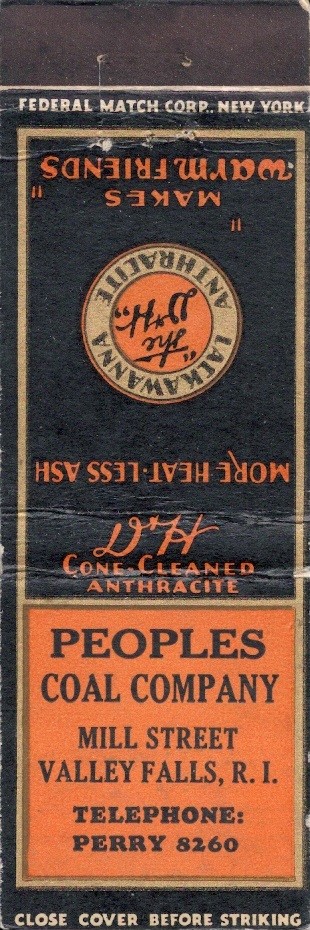 FEDERAL MATCH CORP., NEW YORK
"MAKES
warm FRIENDS"
LACKAWANNA
"The
D&H"
ANTHRACITE
MORE HEAT-LESS ASH
D&H
CONE-CLEANED
ANTHRACITE
PEOPLES
COAL COMPANY
MILL STREET
VALLEY FALLS, R. I.
TELEPHONE:
PERRY 8260
CLOSE COVER BEFORE STRIKING